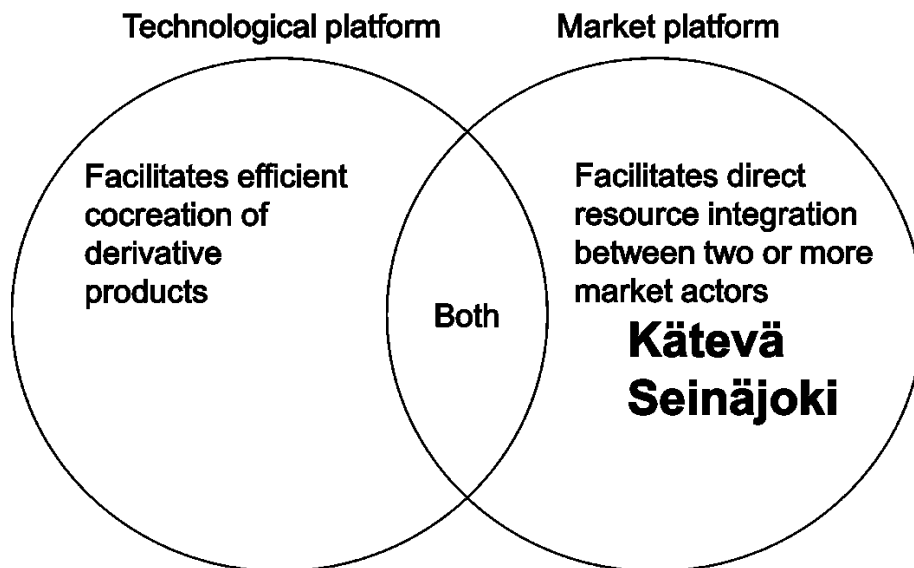 Technological platform
Market platform
Facilitates efficient
cocreation of
derivative
products
Both
Facilitates direct
resource integration
between two or more
market actors
Kätevä
Seinäjoki